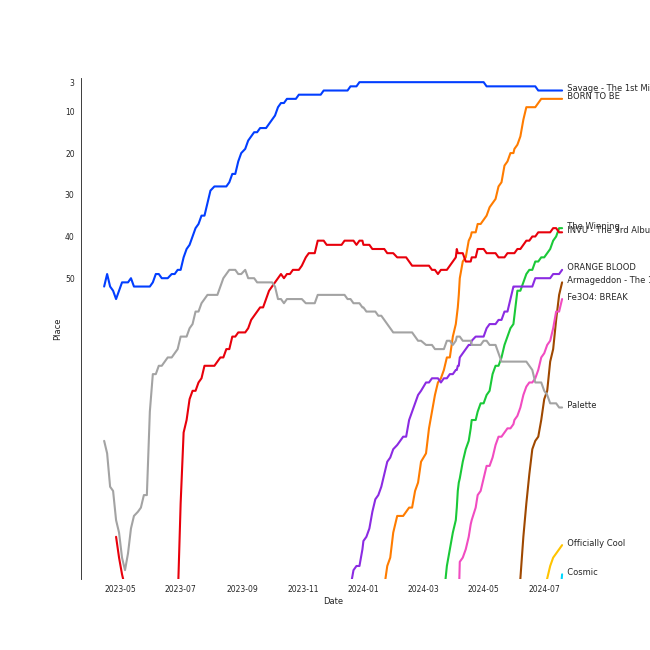 3
10
20
30
40
50
Place
2023-05
2023-07
2023-09
2023-11
2024-01
2024-03
2024-05
2024-07
Date
Savage - The 1st Mi
BORN TO BE
The Winning
INVU - The 3rd Albu
ORANGE BLOOD
Armageddon - The
Fe3O4: BREAK
Palette
Officially Cool
Cosmic